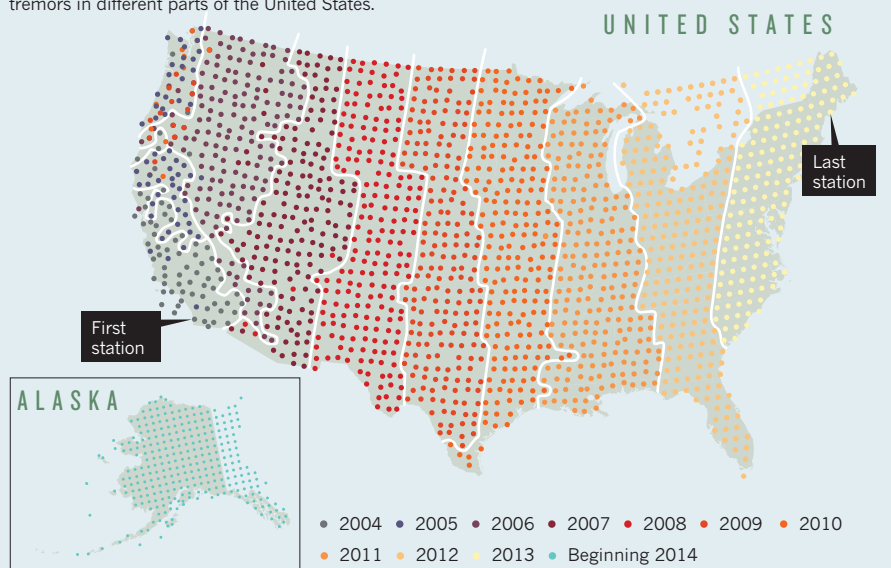 tremors in different parts of the United States.
UNITED STATES
Last
station
First
station
ALASKA
2004 2005 2006 2007 2008 2009 2010
2011 2012 2013 Beginning 2014